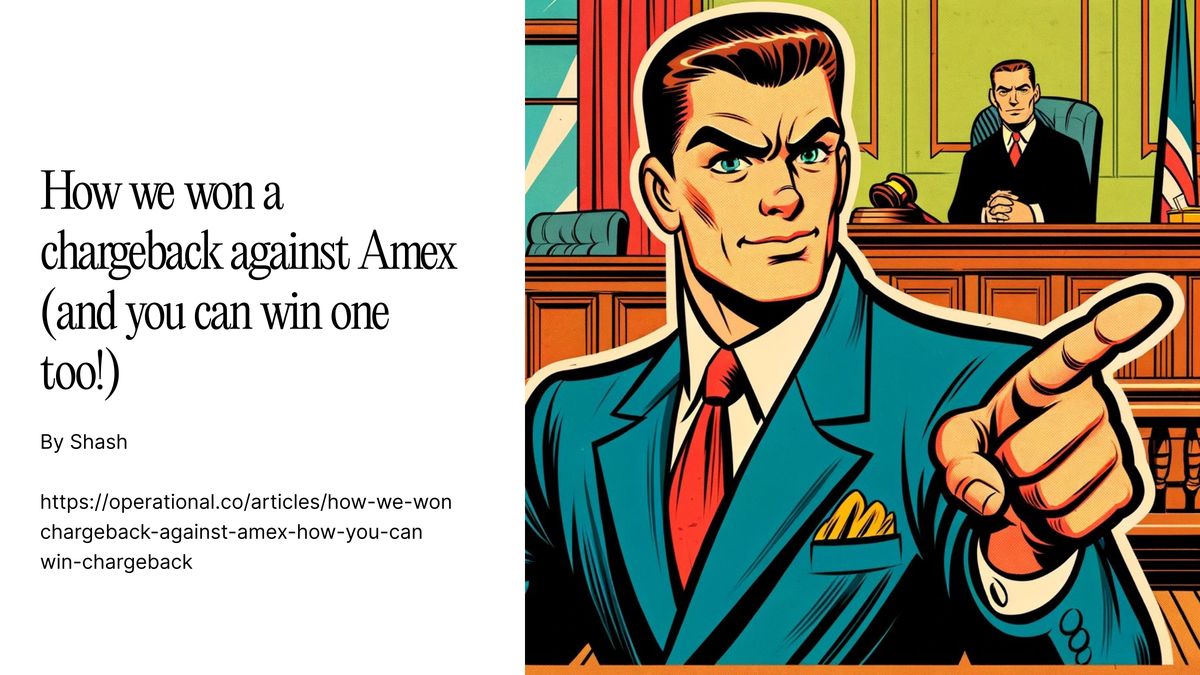 How we won a
chargeback against Amex
(and you can win one
too!)
By Shash
https://operational.co/articles/how-we-won
chargeback-against-amex-how-you-can
win-chargeback